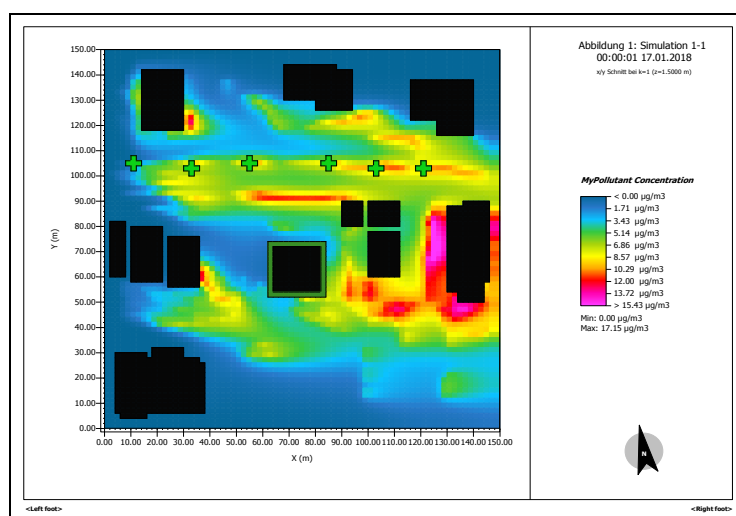 Abbildung 1: Simulation 1-1
00:00:01 17.01.2018
x/y Schnitt bei k=1 (z=1.5000 m)
150.00
140.00
130.00
120.00
110.00
100.00
90.00
80.00
70.00
60.00
50.00
40.00
30.00
20.00
10.00
0.00
Y (m)
0.00 10.00 20.00 30.00 40.00 50.00 60.00 70.00 80.00 90.00 100.00 110.00 120.00 130.00 140.00 150.00
X (m)
MyPollutant Concentration
< 0.00 µg/m3
1.71 µg/m3
3.43 µg/m3
5.14 µg/m3
6.86 µg/m3
8.57 µg/m3
10.29 µg/m3
12.00 µg/m3
13.72 µg/m3
> 15.43 µg/m3
Min: 0.00 µg/m3
Max: 17.15 µg/m3
N
<Left foot>
<Right foot>